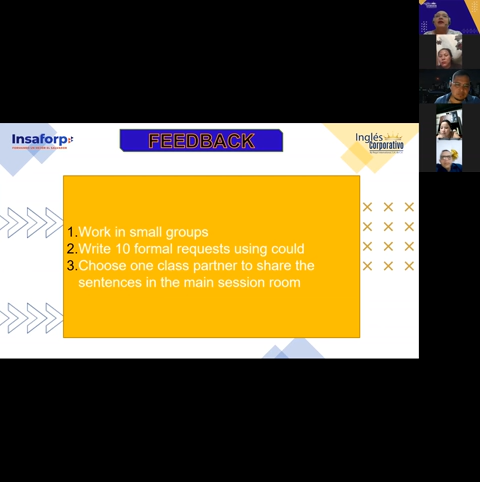 Insaforp
FEEDBACK
Inglés
Corporativo
1.Work in small groups
2.Write 10 formal requests using could
3.Choose one class partner to share the
sentences in the main session room